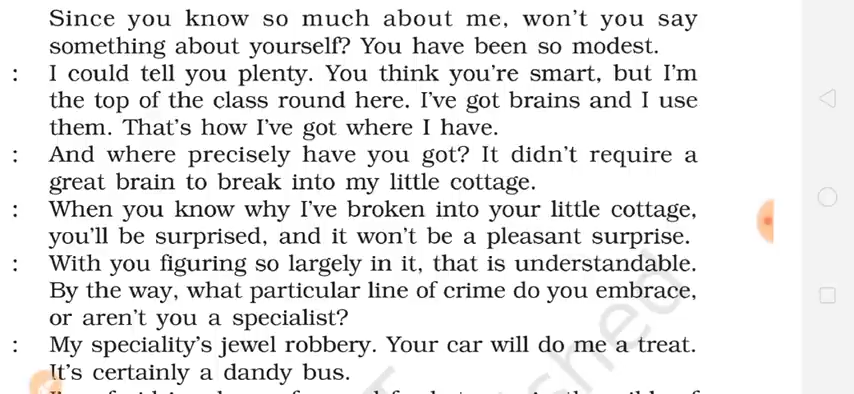 Since you know so much about me, won't you say
something about yourself? You have been so modest.
: I could tell you plenty. You think you're smart, but I'm
the top of the class round here. I've got brains and I use
them. That's how I've got where I have.
: And where precisely have you got? It didn't require a
great brain to break into my little cottage.
: When you know why I've broken into your little cottage,
you'll be surprised, and it won't be a pleasant surprise.
: With you figuring so largely in it, that is understandable.
By the way, what particular line of crime do you embrace,
or aren't you a specialist?
: My speciality's jewel robbery. Your car will do me a treat.
It's certainly a dandy bus.